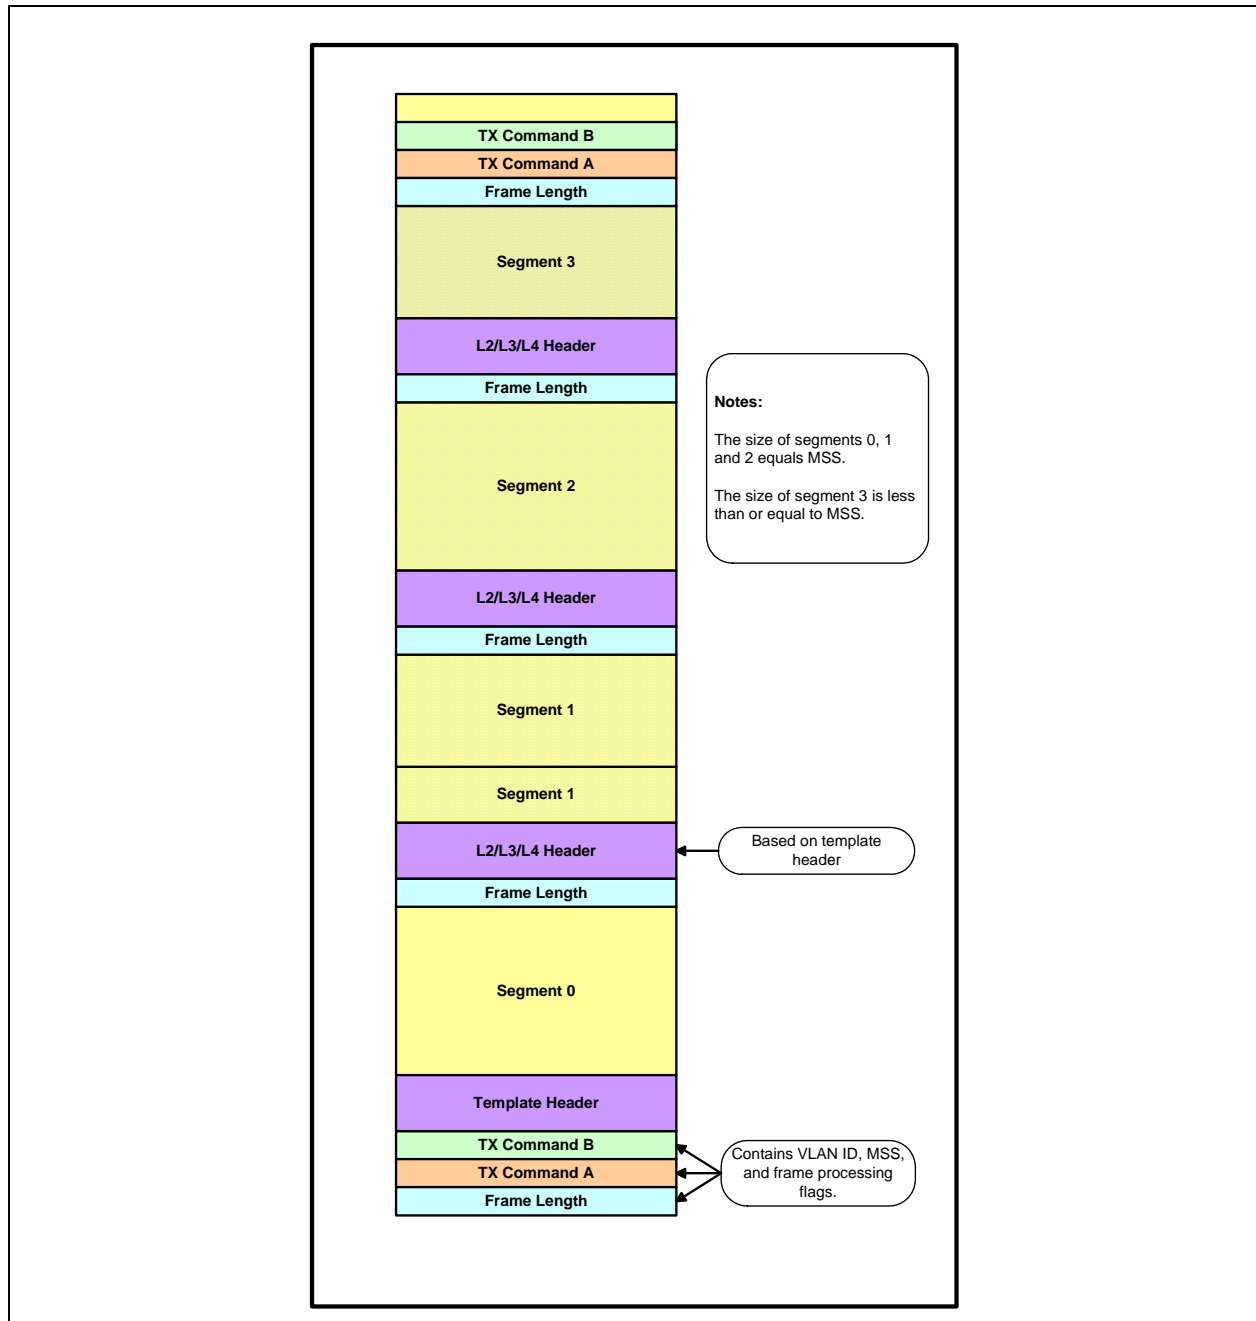 TX Command B
TX Command A
Frame Length
Segment 3
L2/L3/L4 Header
Frame Length
Notes:
The size of segments 0, 1
and 2 equals MSS.
The size of segment 3 is less
than or equal to MSS.
Segment 2
L2/L3/L4 Header
Frame Length
Segment 1
Segment 1
L2/L3/L4 Header
Based on template
header
Frame Length
Segment 0
Template Header
TX Command B
TX Command A
Frame Length
Contains VLAN ID, MSS,
and frame processing
flags.